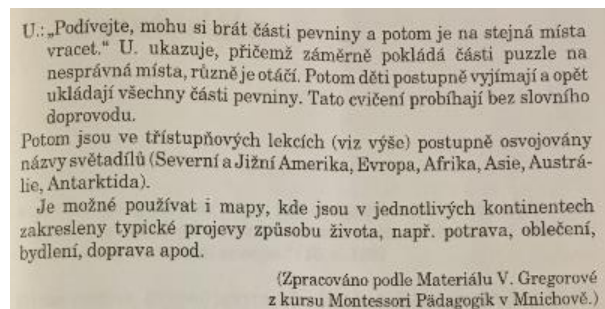 U.: „Podívejte, mohu si brát části pevniny a potom je na stejná místa
vracet.“ U. ukazuje, přičemž záměrně pokládá části puzzle na
nesprávná místa, různě je otáčí. Potom děti postupně vyjímají a opět
ukládají všechny části pevniny. Tato cvičení probíhají bez slovního
doprovodu.
Potom jsou ve třístupňových lekcích (viz výše) postupně osvojovány
názvy světadílů (Severní a Jižní Amerika, Evropa, Afrika, Asie, Austrá-
lie, Antarktida).
Je možné používat i mapy, kde jsou v jednotlivých kontinentech
zakresleny typické projevy způsobu života, např. potrava, oblečení,
bydlení, doprava apod.
(Zpracováno podle Materiálu V. Gregorové
z kursu Montessori Pädagogik v Mnichově.)